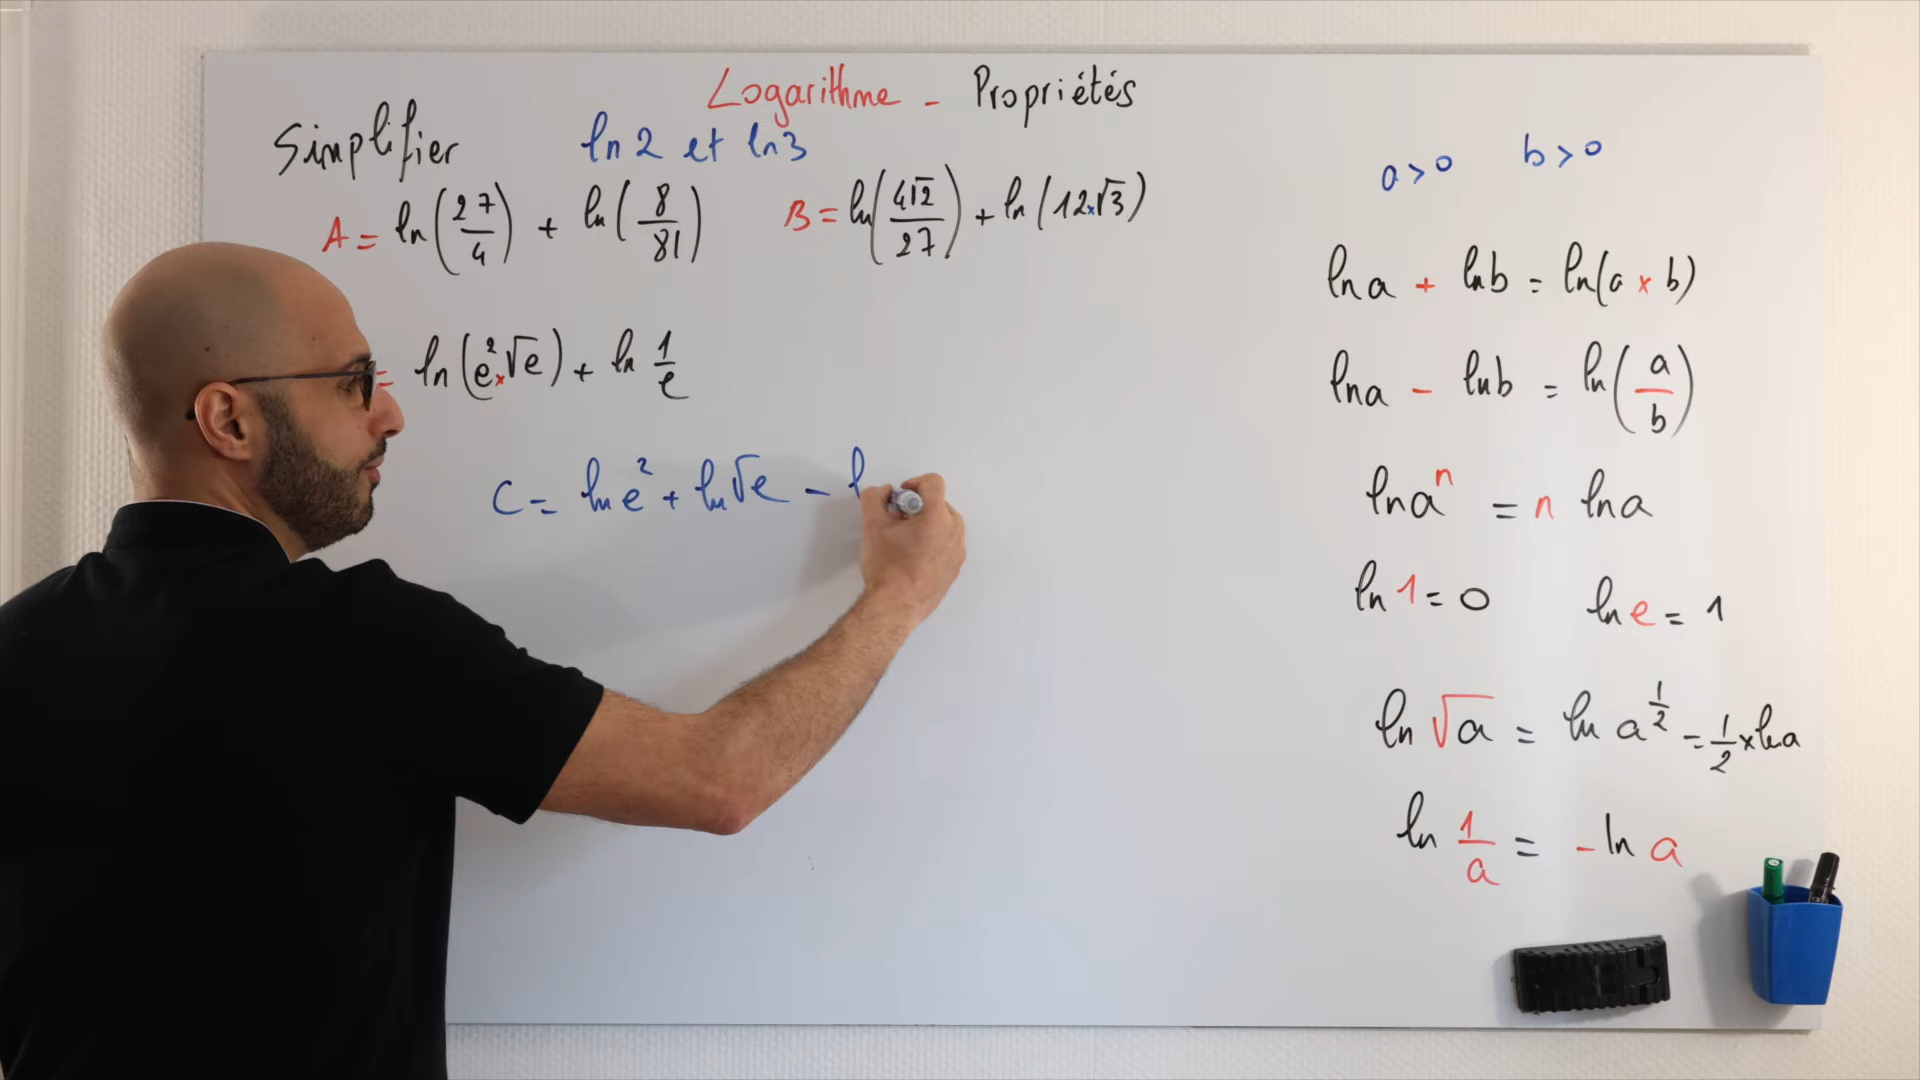 Logarithme - Propriétés
Simplifier ln 2 et ln 3
A = ln(27/4) + ln(8/81) B = ln(4√2/27) + ln(12×√3)
= ln(e²×√e) + ln 1/e
C = ln e² + ln √e - l
a > 0 b > 0
ln a + ln b = ln(a × b)
ln a - ln b = ln(a/b)
ln aⁿ = n ln a
ln 1 = 0 ln e = 1
ln √a = ln a^1/2 = 1/2 × ln a
ln 1/a = - ln a